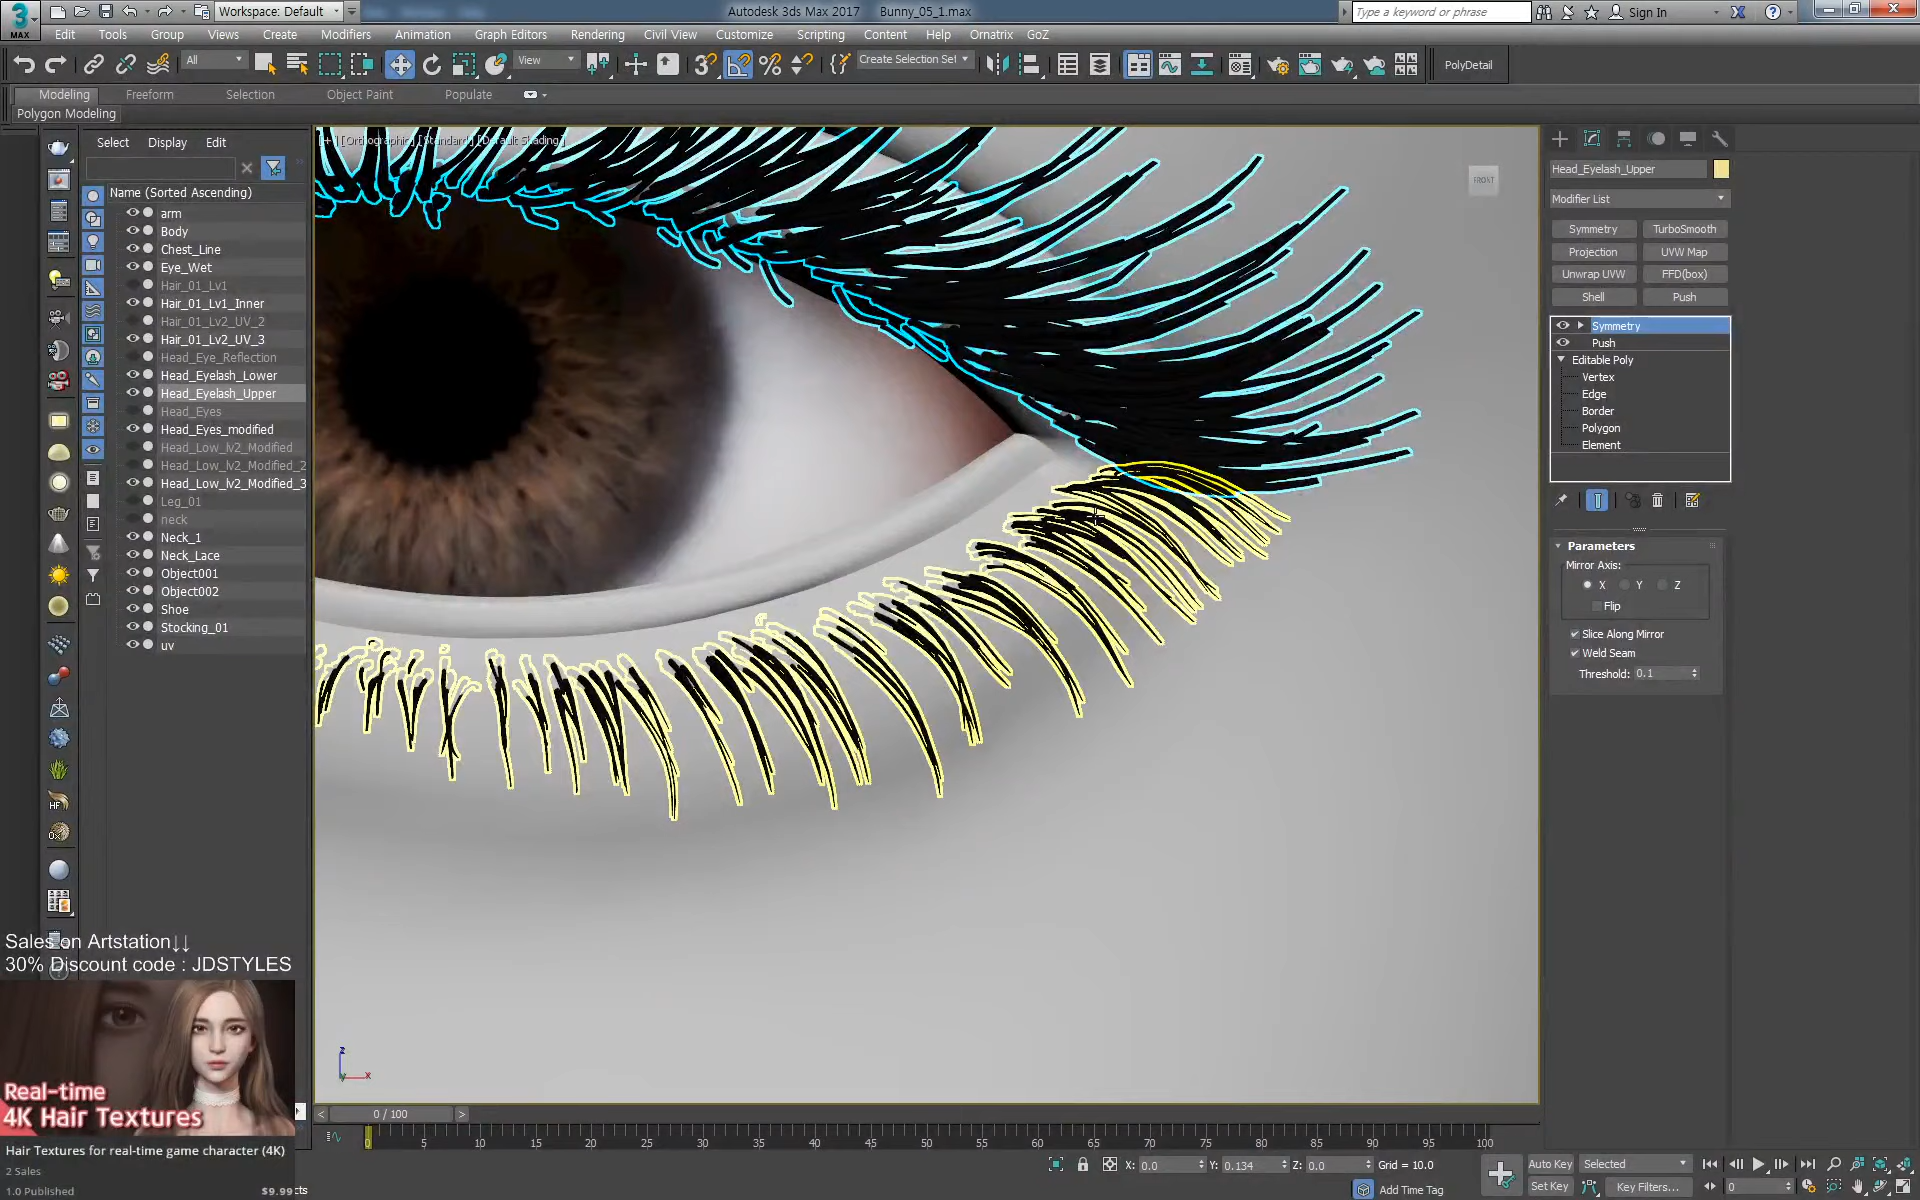 MAX
Workspace: Default
Autodesk 3ds Max 2017 Bunny_05_1.max
Type a keyword or phrase
Sign In
Edit Tools Group Views Create Modifiers Animation Graph Editors Rendering Civil View Customize Scripting Content Help Ornatrix GoZ
All
View
Create Selection Set
PolyDetail
Modeling Freeform Selection Object Paint Populate
Polygon Modeling
Select Display Edit
Name (Sorted Ascending)
arm
Body
Chest_Line
Eye_Wet
Hair_01_Lv1
Hair_01_Lv1_Inner
Hair_01_Lv2_UV_2
Hair_01_Lv2_UV_3
Head_Eye_Reflection
Head_Eyelash_Lower
Head_Eyelash_Upper
Head_Eyes
Head_Eyes_modified
Head_Low_lv2_Modified
Head_Low_lv2_Modified_2
Head_Low_lv2_Modified_3
Leg_01
neck
Neck_1
Neck_Lace
Object001
Object002
Shoe
Stocking_01
uv
[+] [Orthographic] [Standard] [Default Shading]
FRONT
Head_Eyelash_Upper
Modifier List
Symmetry TurboSmooth
Projection UVW Map
Unwrap UVW FFD(box)
Shell Push
Symmetry
Push
Editable Poly
Vertex
Edge
Border
Polygon
Element
Parameters
Mirror Axis:
X Y Z
Flip
Slice Along Mirror
Weld Seam
Threshold: 0.1
HF
Sales on Artstation↓↓
30% Discount code : JDSTYLES
Real-time
4K Hair Textures
Hair Textures for real-time game character (4K)
2 Sales
1.0 Published $9.99
cts
z
x
0 / 100
0 5 10 15 20 25 30 35 40 45 50 55 60 65 70 75 80 85 90 95 100
X: 0.0 Y: 0.134 Z: 0.0 Grid = 10.0
Add Time Tag
Auto Key Selected
Set Key Key Filters...
0